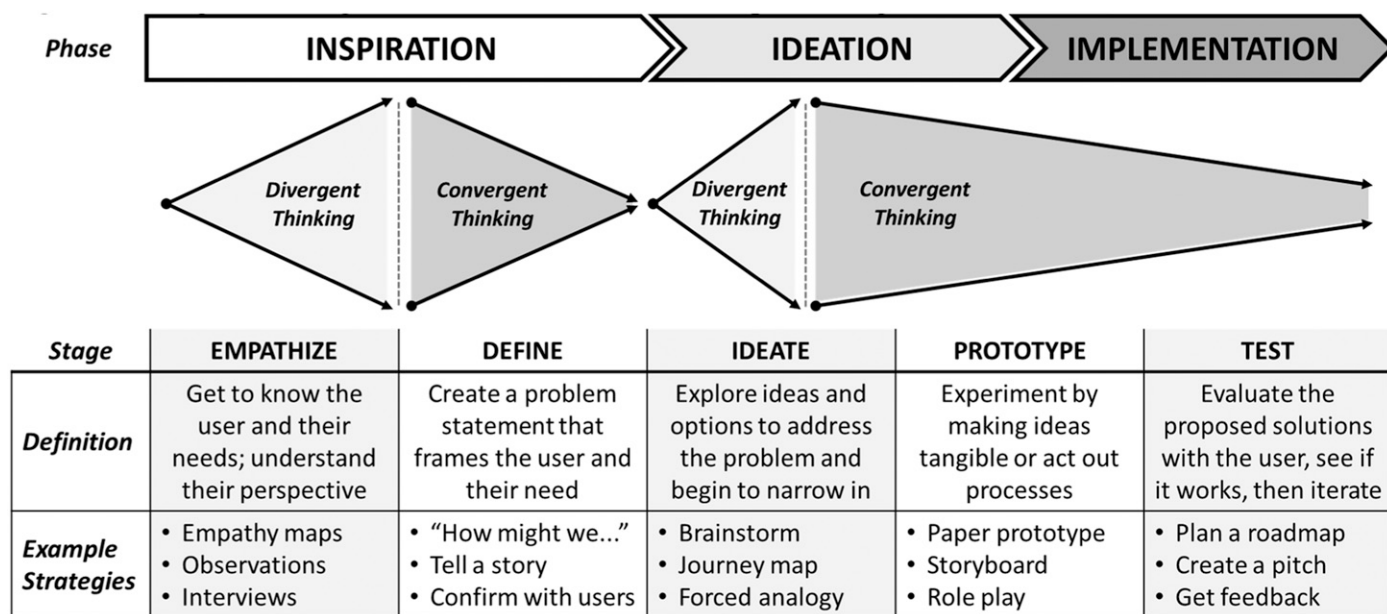 Phase
INSPIRATION
IDEATION
IMPLEMENTATION
Divergent
Thinking
Convergent
Thinking
Divergent
Thinking
Convergent
Thinking
Stage
EMPATHIZE
DEFINE
IDEATE
PROTOTYPE
TEST
Definition
Get to know the
user and their
needs; understand
their perspective
Create a problem
statement that
frames the user and
their need
Explore ideas and
options to address
the problem and
begin to narrow in
Experiment by
making ideas
tangible or act out
processes
Evaluate the
proposed solutions
with the user, see if
it works, then iterate
Example
Strategies
• Empathy maps
• Observations
• Interviews
• “How might we...”
• Tell a story
• Confirm with users
• Brainstorm
• Journey map
• Forced analogy
• Paper prototype
• Storyboard
• Role play
• Plan a roadmap
• Create a pitch
• Get feedback